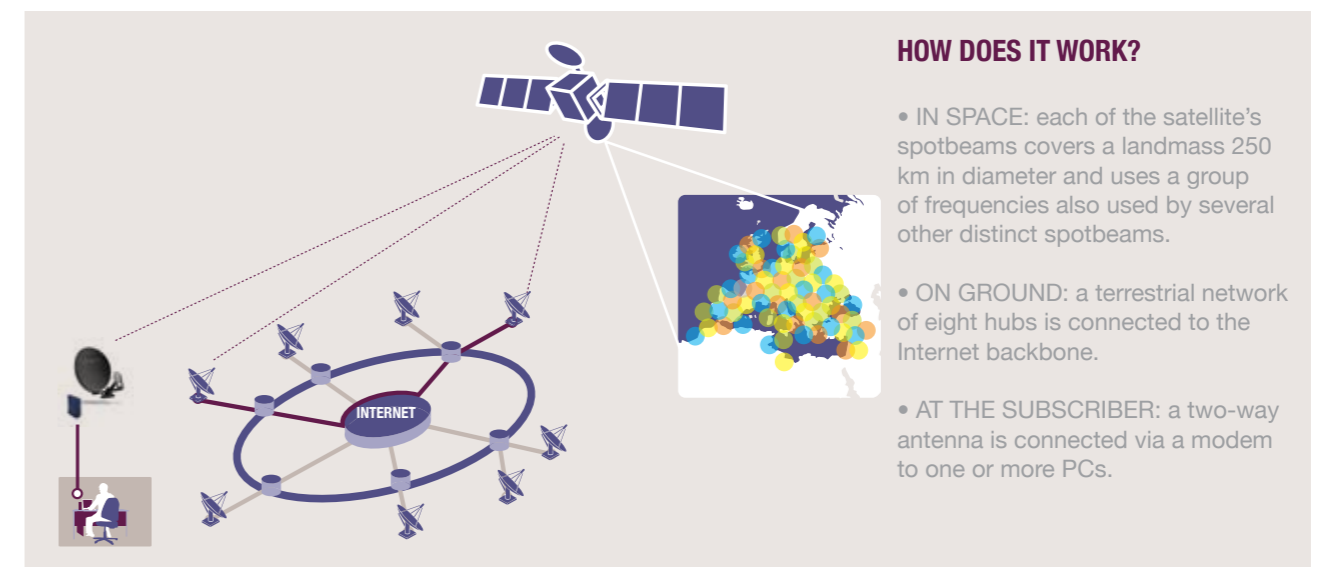 HOW DOES IT WORK?
• IN SPACE: each of the satellite’s
spotbeams covers a landmass 250
km in diameter and uses a group
of frequencies also used by several
other distinct spotbeams.
• ON GROUND: a terrestrial network
of eight hubs is connected to the
Internet backbone.
• AT THE SUBSCRIBER: a two-way
antenna is connected via a modem
to one or more PCs.
INTERNET